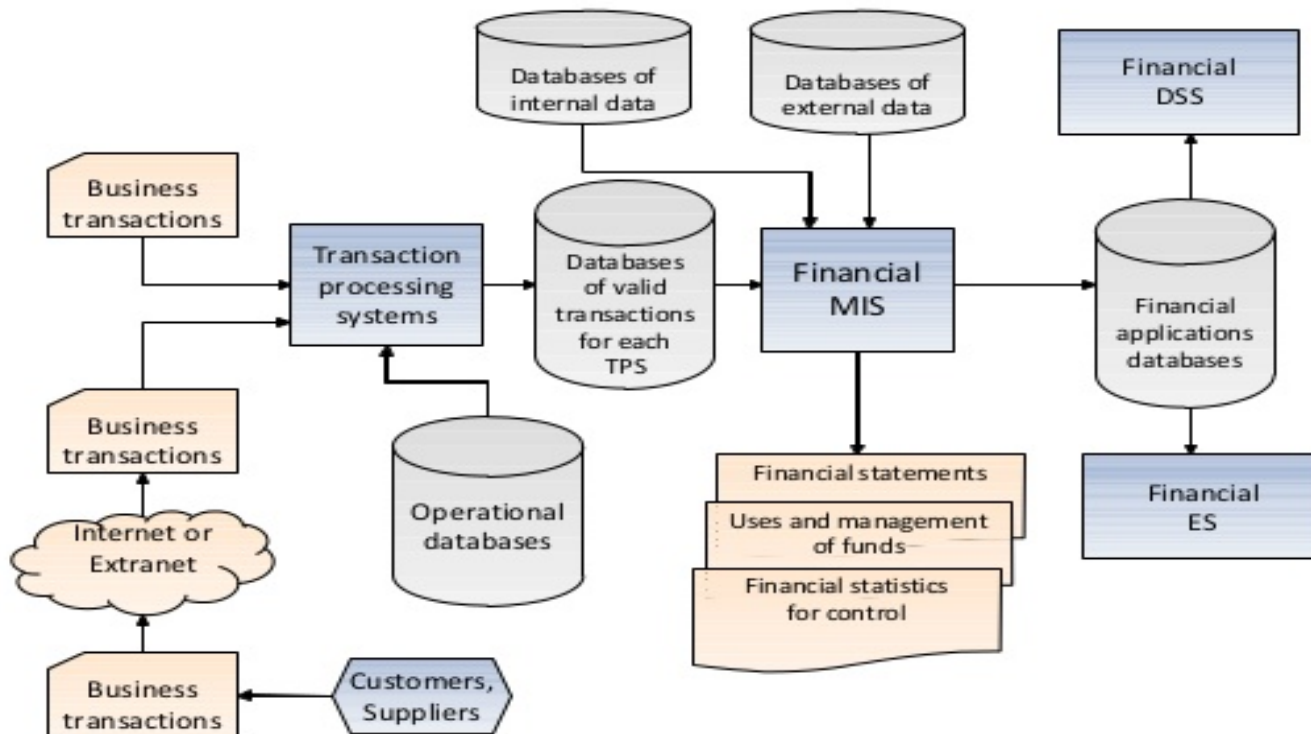 Databases of
internal data
Databases of
external data
Financial
DSS
Business
transactions
Transaction
processing
systems
Databases
of valid
transactions
for each
TPS
Financial
MIS
Financial
applications
databases
Business
transactions
Operational
databases
Financial statements
Uses and management
of funds
Financial statistics
for control
Financial
ES
Internet or
Extranet
Business
transactions
Customers,
Suppliers